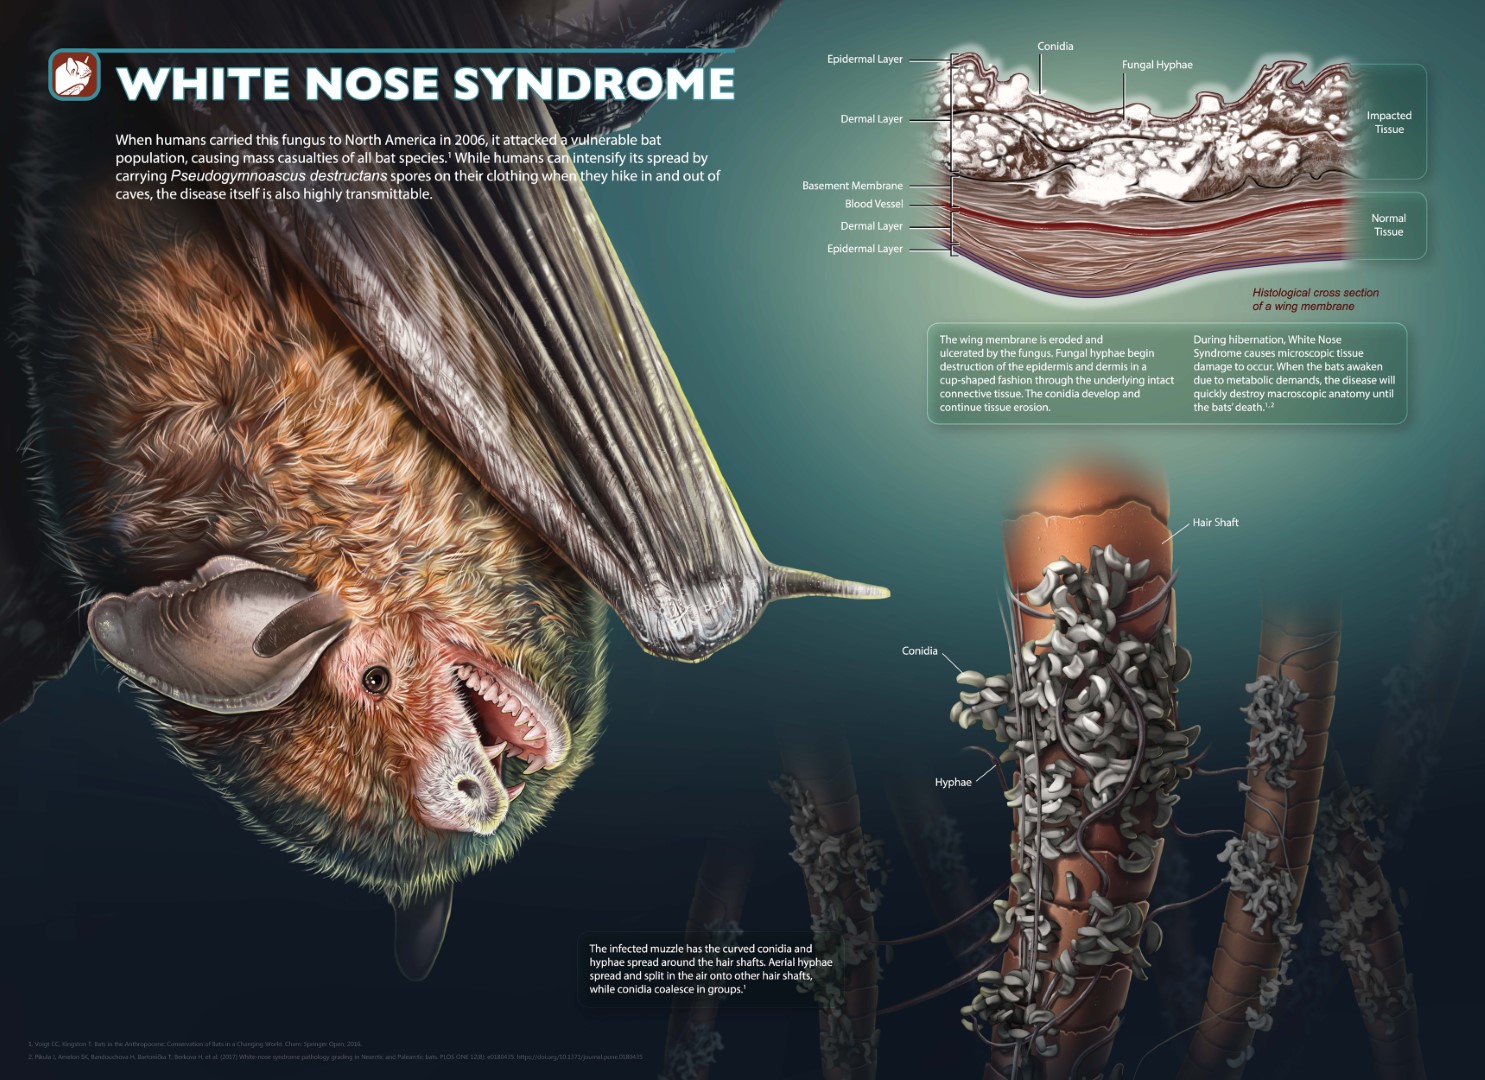 WHITE NOSE SYNDROME
When humans carried this fungus to North America in 2006, it attacked a vulnerable bat
population, causing mass casualties of all bat species.¹ While humans can intensify its spread by
carrying Pseudogymnoascus destructans spores on their clothing when they hike in and out of
caves, the disease itself is also highly transmittable.
Epidermal Layer
Conidia
Fungal Hyphae
Dermal Layer
Impacted
Tissue
Basement Membrane
Blood Vessel
Dermal Layer
Epidermal Layer
Normal
Tissue
Histological cross section
of a wing membrane
The wing membrane is eroded and
ulcerated by the fungus. Fungal hyphae begin
destruction of the epidermis and dermis in a
cup-shaped fashion through the underlying intact
connective tissue. The conidia develop and
continue tissue erosion.
During hibernation, White Nose
Syndrome causes microscopic tissue
damage to occur. When the bats awaken
due to metabolic demands, the disease will
quickly destroy macroscopic anatomy until
the bats' death.¹,²
Hair Shaft
Conidia
Hyphae
The infected muzzle has the curved conidia and
hyphae spread around the hair shafts. Aerial hyphae
spread and split in the air onto other hair shafts,
while conidia coalesce in groups.¹
1. Voigt CC, Kingston T. Bats in the Anthropocene: Conservation of Bats in a Changing World. Cham: Springer Open; 2016.
2. Pikula J, Amelon SK, Bandouchova H, Bartonička T, Berkova H, et al. (2017) White-nose syndrome pathology grading in Nearctic and Palearctic bats. PLOS ONE 12(8): e0180435. https://doi.org/10.1371/journal.pone.0180435